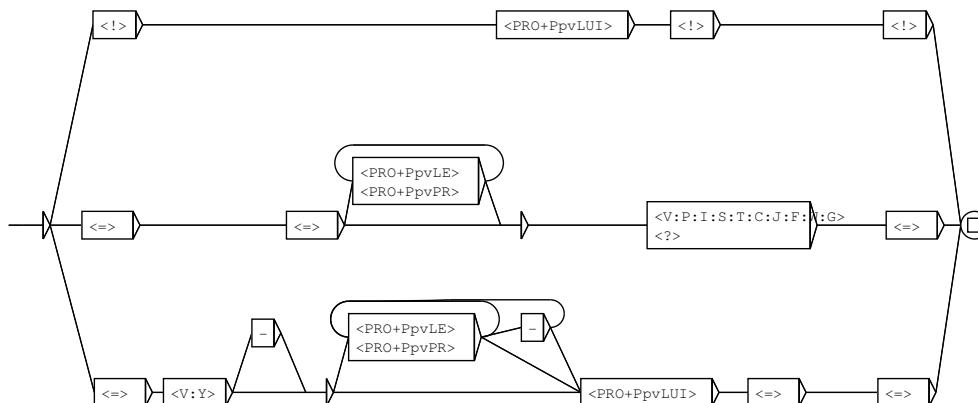 <!> <PRO+PpvLUI> <!> <!>
<PRO+PpvLE>
<PRO+PpvPR>
<V:P:I:S:T:C:J:F:W:G>
<=> <=> <=>
<?>
-
<PRO+PpvLE> -
<PRO+PpvPR>
<=> <V:Y> <PRO+PpvLUI> <=> <=>